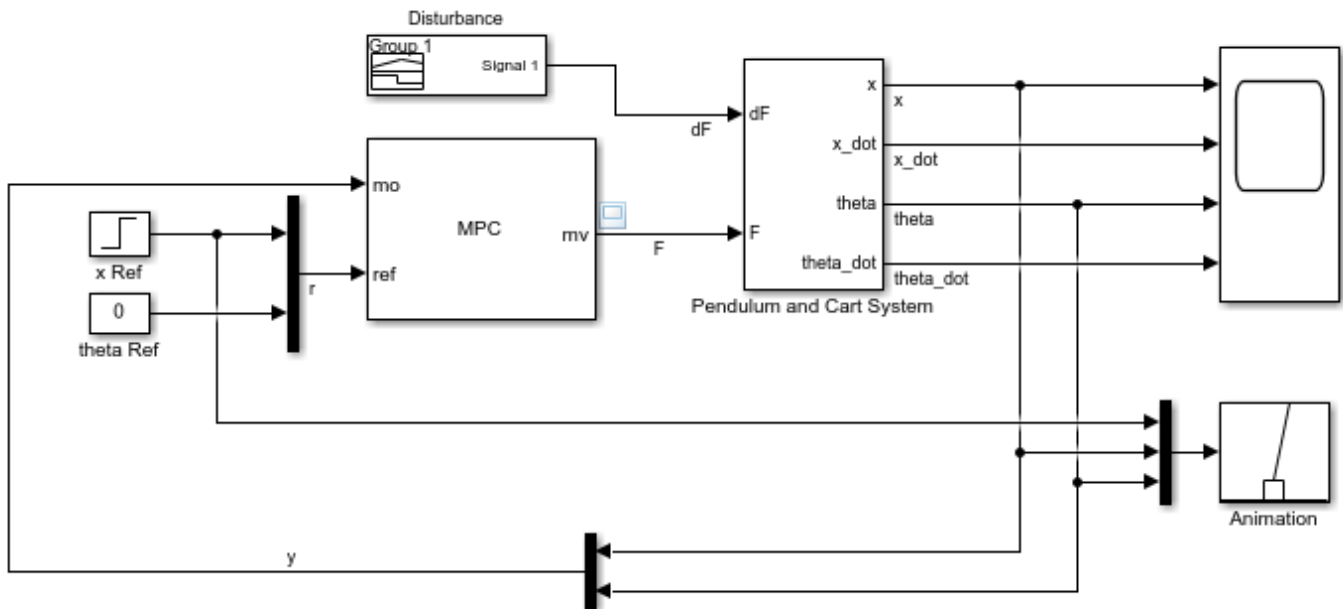 Disturbance
Group 1
Signal 1
dF
dF
x
x
x_dot
x_dot
mo
MPC
mv
F
F
theta
theta
theta_dot
theta_dot
Pendulum and Cart System
x Ref
r
ref
0
theta Ref
Animation
y